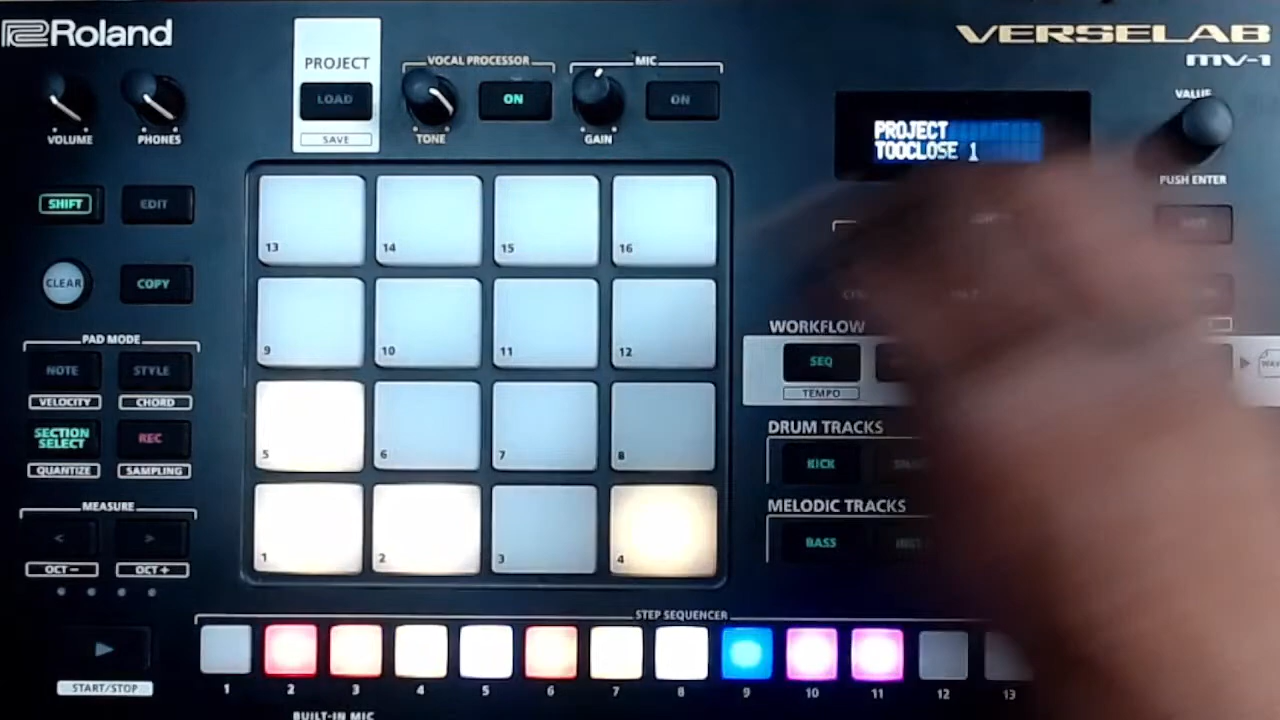 Roland
VERSELAB
MV-1
PROJECT
LOAD
SAVE
VOCAL PROCESSOR
TONE
ON
MIC
GAIN
ON
VOLUME
PHONES
PROJECT
TOOCLOSE 1
VALUE
PUSH ENTER
SHIFT
EDIT
CLEAR
COPY
PAD MODE
NOTE
STYLE
VELOCITY
CHORD
SECTION
SELECT
REC
QUANTIZE
SAMPLING
MEASURE
<
>
OCT −
OCT +
START/STOP
13
14
15
16
9
10
11
12
5
6
7
8
1
2
3
4
WORKFLOW
SEQ
TEMPO
DRUM TRACKS
KICK
MELODIC TRACKS
BASS
STEP SEQUENCER
1
2
3
4
5
6
7
8
9
10
11
12
13
BUILT-IN MIC